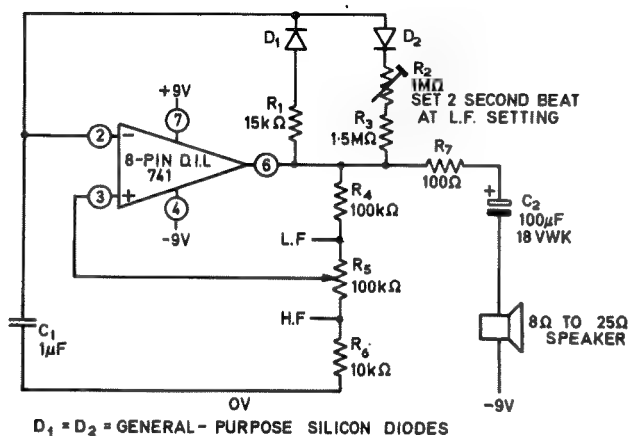 D1
D2
R2
1MΩ
SET 2 SECOND BEAT
AT L.F. SETTING
+9V
R1
15kΩ
R3
1·5MΩ
7
2
−
8-PIN D.I.L
741
6
3
+
4
-9V
R7
100Ω
R4
100kΩ
+
C2
100µF
18 VWK
L.F
R5
100kΩ
H.F
C1
1µF
R6
10kΩ
8Ω TO 25Ω
SPEAKER
0V
-9V
D1 = D2 = GENERAL- PURPOSE SILICON DIODES